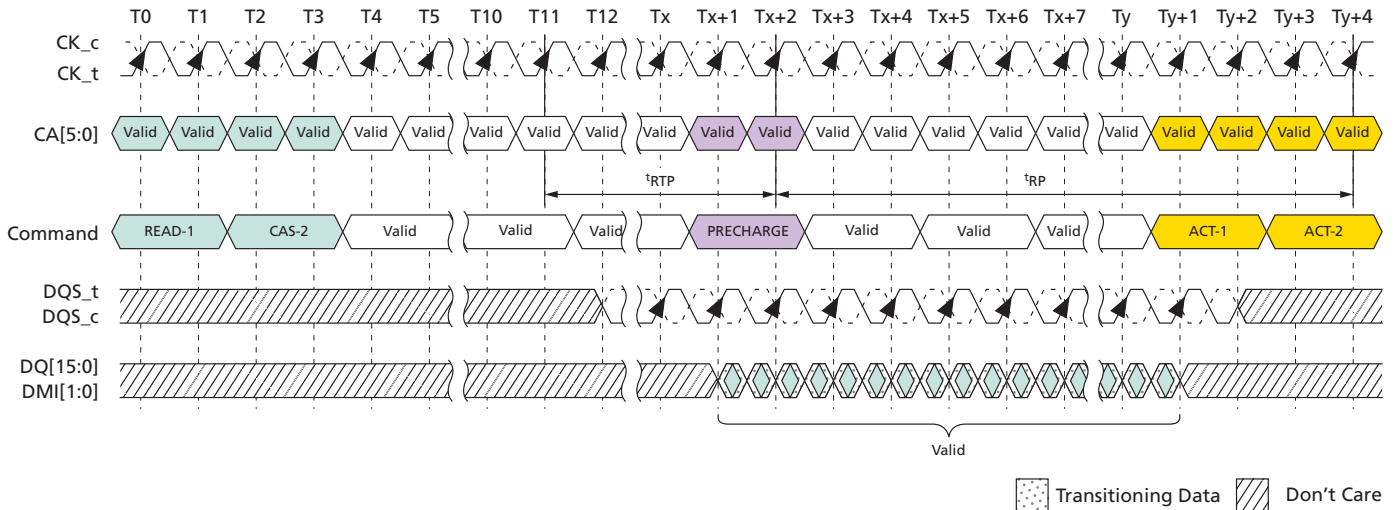 T0 T1 T2 T3 T4 T5 T10 T11 T12 Tx Tx+1 Tx+2 Tx+3 Tx+4 Tx+5 Tx+6 Tx+7 Ty Ty+1 Ty+2 Ty+3 Ty+4
CK_c
CK_t
CA[5:0] Valid Valid Valid Valid Valid Valid Valid Valid Valid Valid Valid Valid Valid Valid Valid Valid Valid Valid Valid Valid Valid Valid
tRTP tRP
Command READ-1 CAS-2 Valid Valid Valid PRECHARGE Valid Valid Valid ACT-1 ACT-2
DQS_t
DQS_c
DQ[15:0]
DMI[1:0]
Valid
Transitioning Data Don't Care